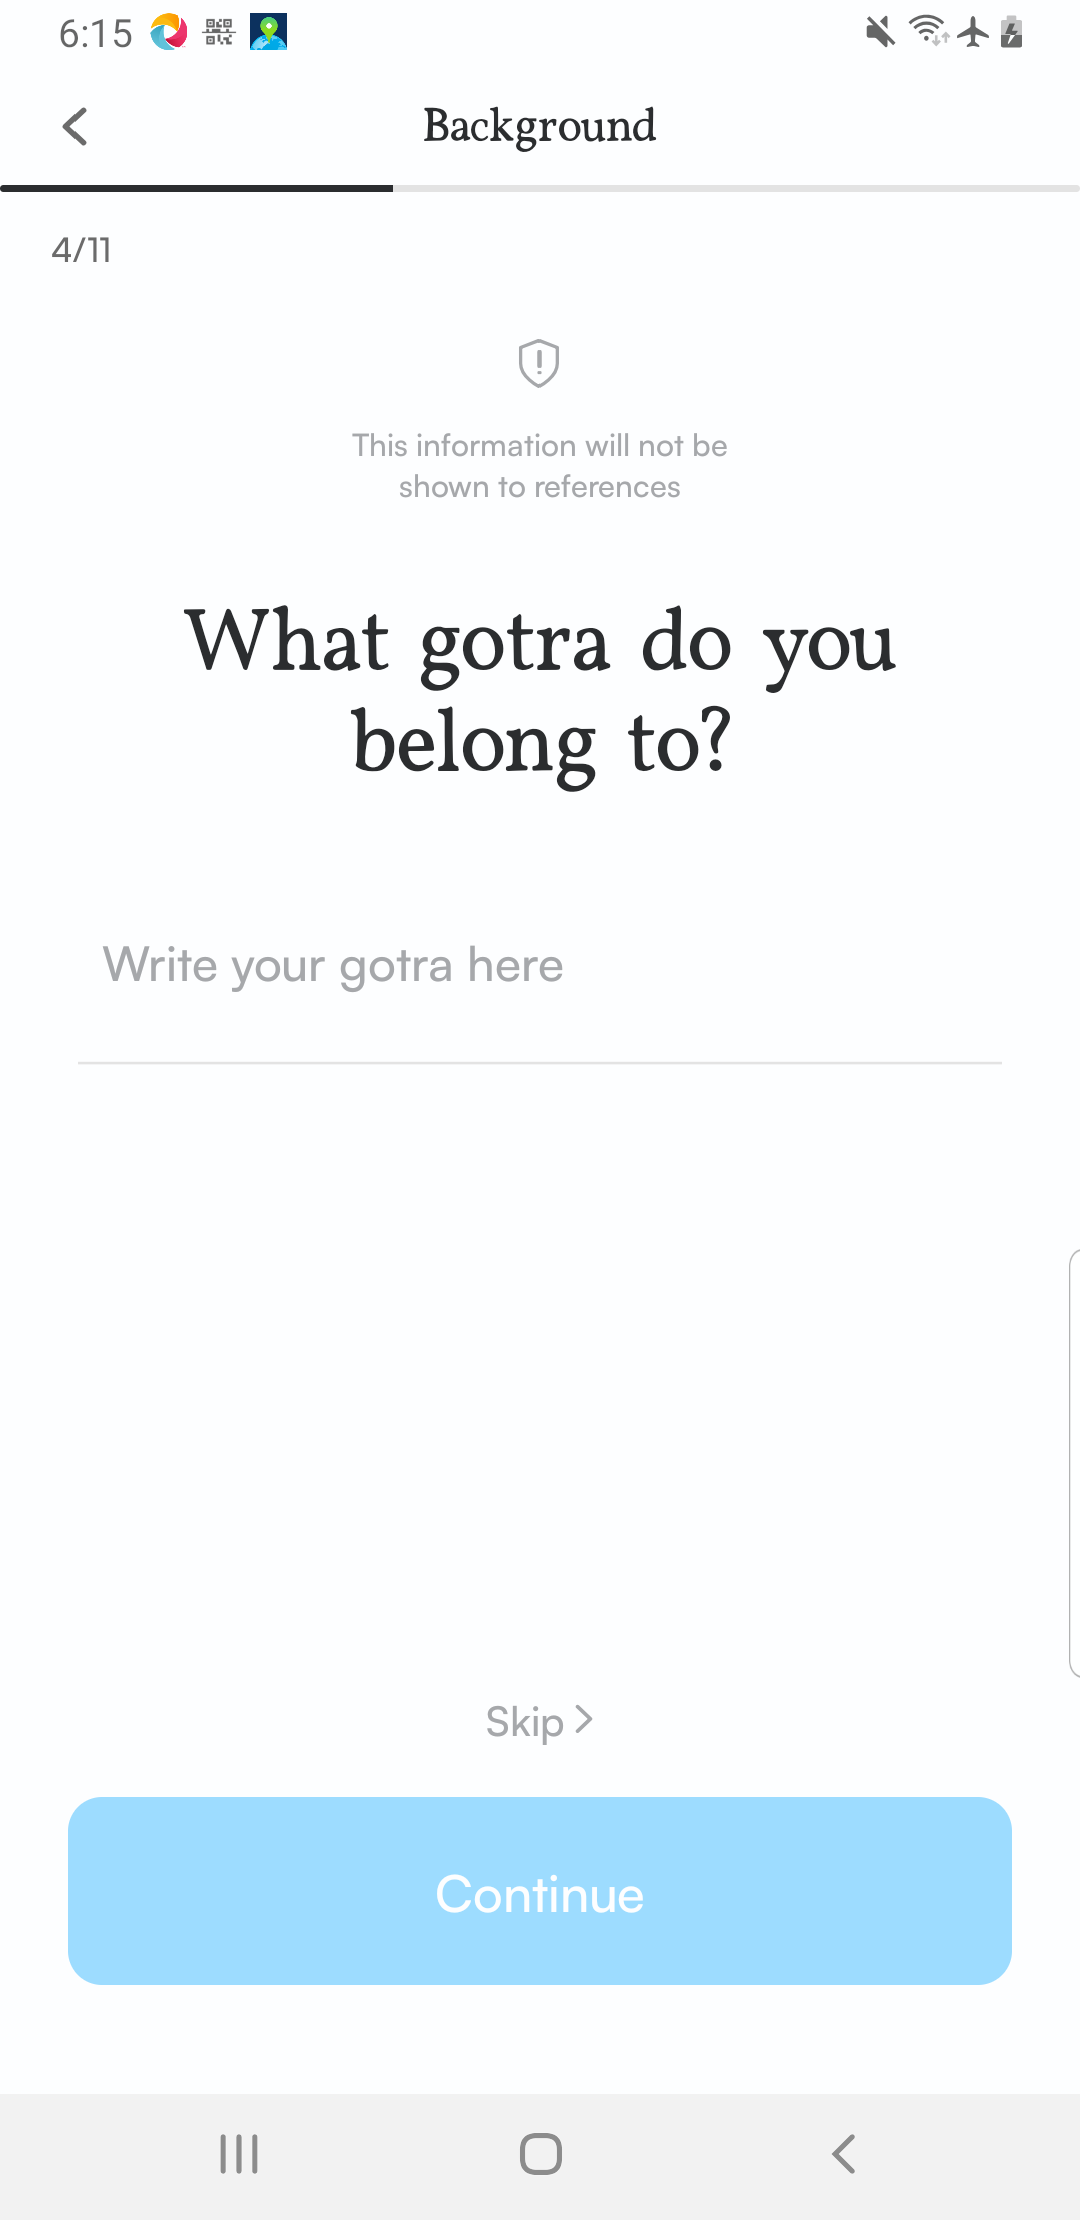 6:15
Background
4/11
This information will not be
shown to references
What gotra do you
belong to?
Write your gotra here
Skip
Continue